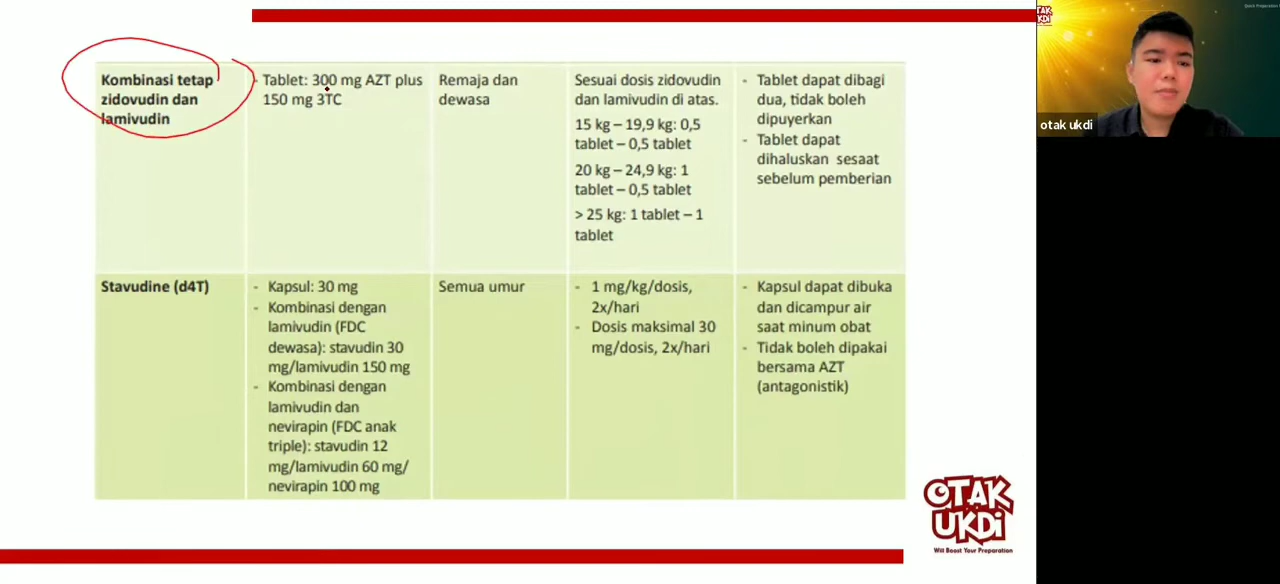 Kombinasi tetap
zidovudin dan
lamivudin
- Tablet: 300 mg AZT plus
150 mg 3TC
Remaja dan
dewasa
Sesuai dosis zidovudin
dan lamivudin di atas.
15 kg – 19,9 kg: 0,5
tablet – 0,5 tablet
20 kg – 24,9 kg: 1
tablet – 0,5 tablet
> 25 kg: 1 tablet – 1
tablet
- Tablet dapat dibagi
dua, tidak boleh
dipuyerkan
- Tablet dapat
dihaluskan sesaat
sebelum pemberian
Stavudine (d4T)
- Kapsul: 30 mg
- Kombinasi dengan
lamivudin (FDC
dewasa): stavudin 30
mg/lamivudin 150 mg
- Kombinasi dengan
lamivudin dan
nevirapin (FDC anak
triple): stavudin 12
mg/lamivudin 60 mg/
nevirapin 100 mg
Semua umur
- 1 mg/kg/dosis,
2x/hari
- Dosis maksimal 30
mg/dosis, 2x/hari
- Kapsul dapat dibuka
dan dicampur air
saat minum obat
- Tidak boleh dipakai
bersama AZT
(antagonistik)
OTAK
UKDI
Will Boost Your Preparation
OTAK
UKDI
otak ukdi